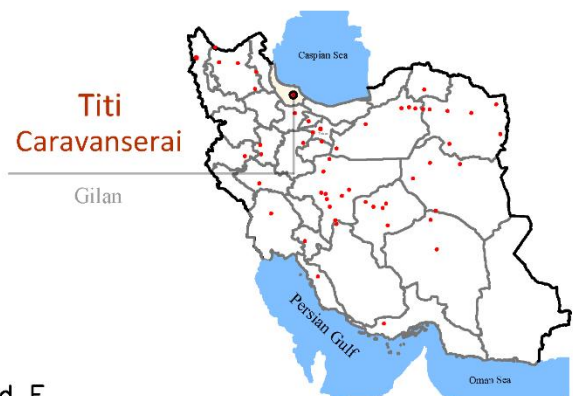 Titi
Caravanserai
Gilan
Caspian Sea
Persian Gulf
Oman Sea